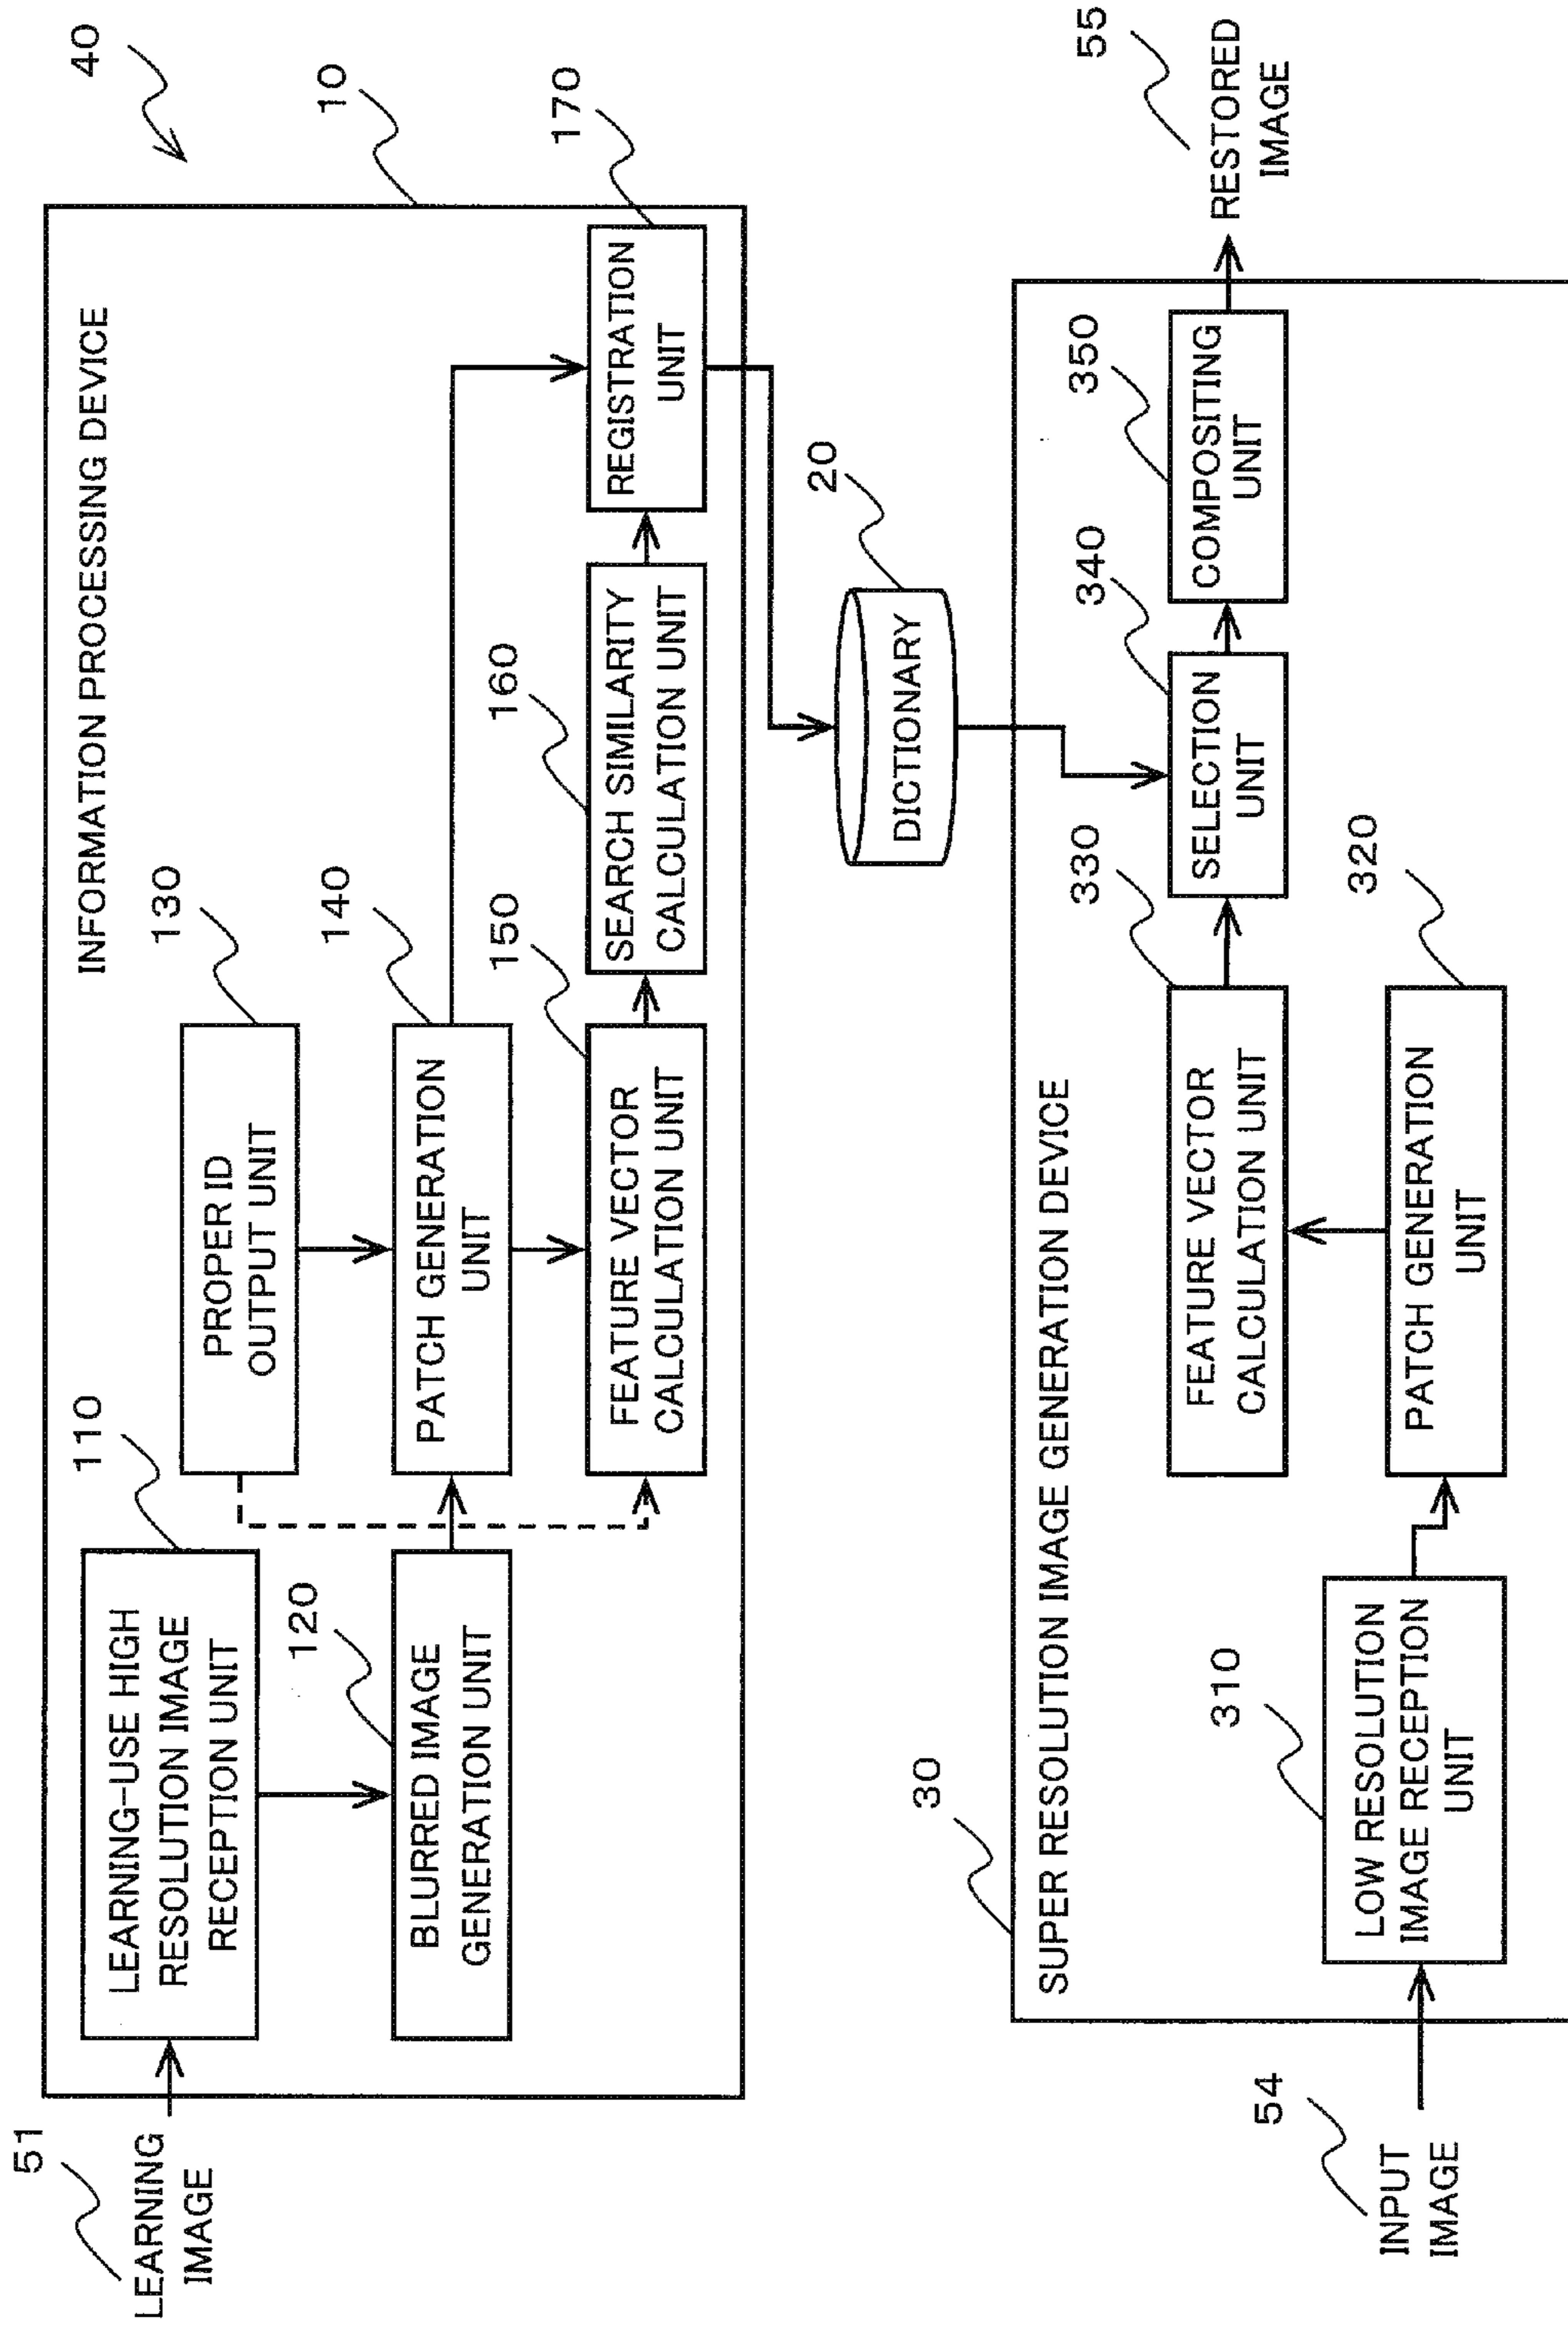 40
10
INFORMATION PROCESSING DEVICE
51
LEARNING
IMAGE
110
LEARNING-USE HIGH
RESOLUTION IMAGE
RECEPTION UNIT
130
PROPER ID
OUTPUT UNIT
120
BLURRED IMAGE
GENERATION UNIT
140
PATCH GENERATION
UNIT
150
FEATURE VECTOR
CALCULATION UNIT
160
SEARCH SIMILARITY
CALCULATION UNIT
170
REGISTRATION
UNIT
20
DICTIONARY
30
SUPER RESOLUTION IMAGE GENERATION DEVICE
330
FEATURE VECTOR
CALCULATION UNIT
340
SELECTION
UNIT
350
COMPOSITING
UNIT
55
RESTORED
IMAGE
54
INPUT
IMAGE
310
LOW RESOLUTION
IMAGE RECEPTION
UNIT
320
PATCH GENERATION
UNIT